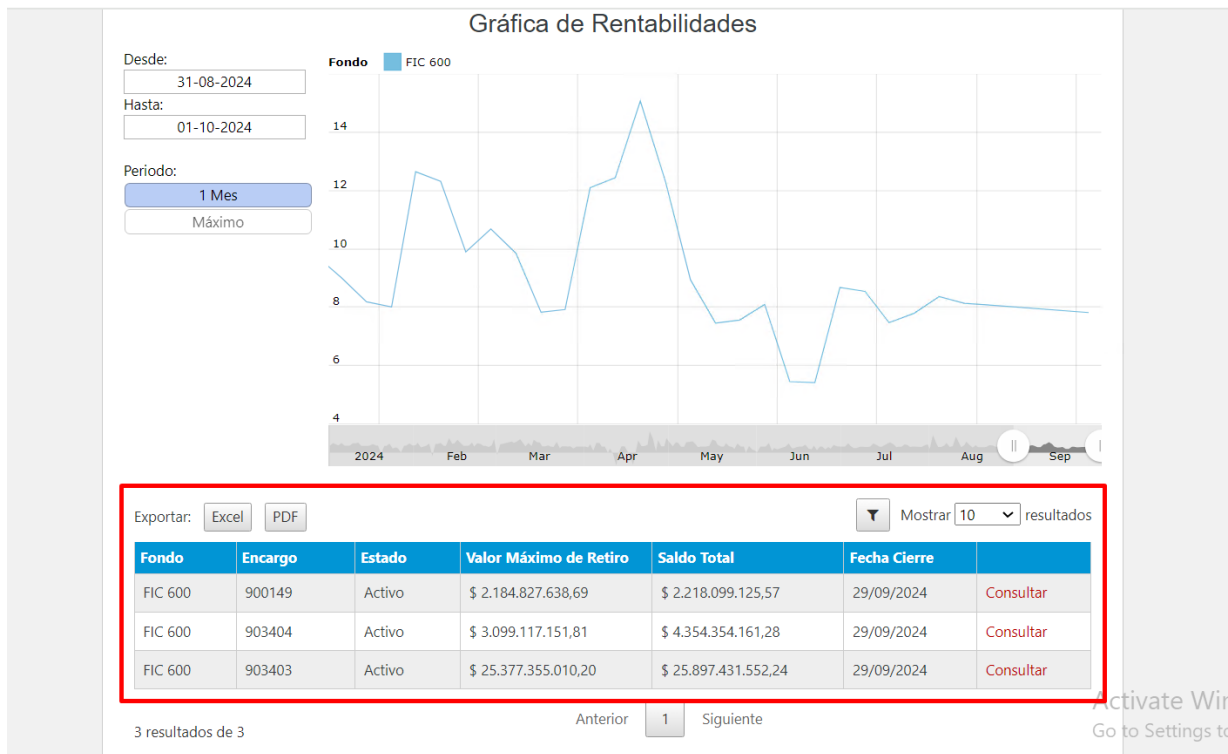 Gráfica de Rentabilidades
Desde:
31-08-2024
Hasta:
01-10-2024
Periodo:
1 Mes
Máximo
Fondo FIC 600
14
12
10
8
6
4
2024 Feb Mar Apr May Jun Jul Aug Sep
Exportar: Excel PDF Mostrar 10 resultados
Fondo Encargo Estado Valor Máximo de Retiro Saldo Total Fecha Cierre
FIC 600 900149 Activo $ 2.184.827.638,69 $ 2.218.099.125,57 29/09/2024 Consultar
FIC 600 903404 Activo $ 3.099.117.151,81 $ 4.354.354.161,28 29/09/2024 Consultar
FIC 600 903403 Activo $ 25.377.355.010,20 $ 25.897.431.552,24 29/09/2024 Consultar
3 resultados de 3 Anterior 1 Siguiente
Activate Wi
Go to Settings t